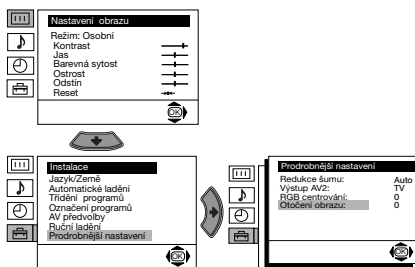 Nastavení obrazu
Režim: Osobní
Kontrast
Jas
Barevná sytost
Ostrost
Odstín
Reset
OK
Instalace
Jazyk/Země
Automatické ladění
Třídění programů
Označení programů
AV předvolby
Ruční ladění
Prodrobnější nastavení
OK
Prodrobnější nastavení
Redukce šumu: Auto
Výstup AV2: TV
RGB centrování: 0
Otočení obrazu: 0
OK